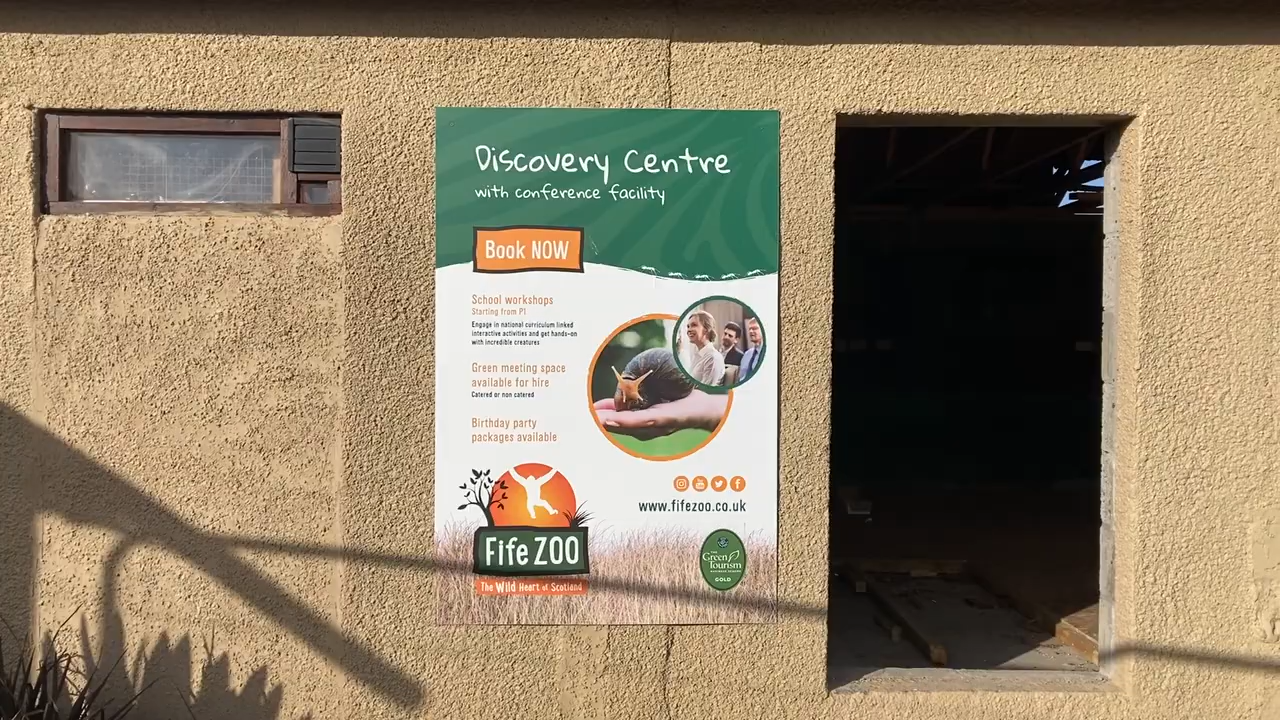 Discovery Centre
with conference facility
Book NOW
School workshops
Starting from P1
Engage in national curriculum linked
interactive activities and get hands-on
with incredible creatures
Green meeting space
available for hire
Catered or non catered
Birthday party
packages available
www.fifezoo.co.uk
Fife ZOO
The Wild Heart of Scotland
THE
Green
Tourism
GOLD